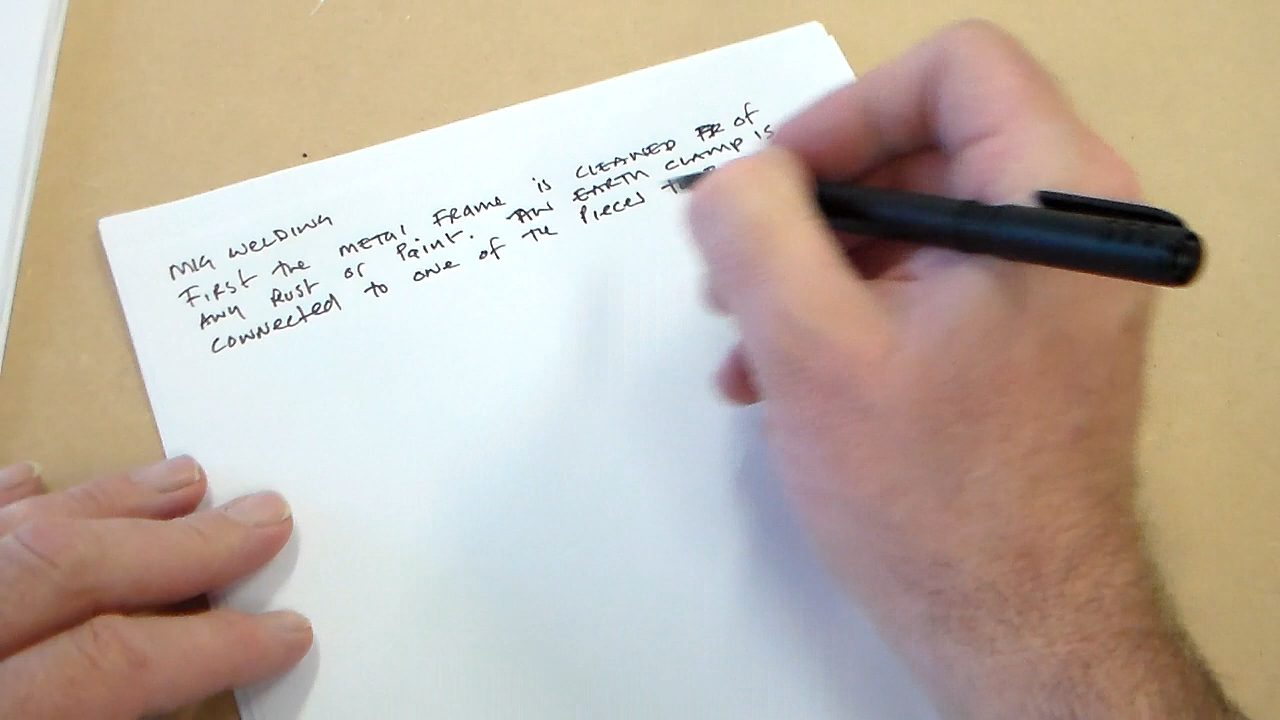 MIG WELDING
FIRST the METAL FRAME is CLEANED of
ANY RUST or PAINT. AN EARTH CLAMP is
CONNECTED to one of the PIECES